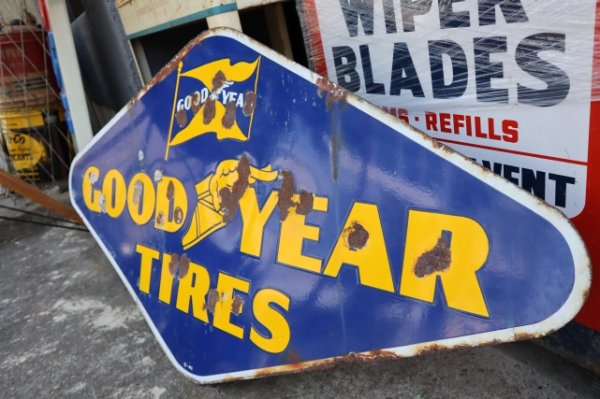 WIPER
BLADES
REFILLS
GOOD YEAR
GOOD YEAR
TIRES